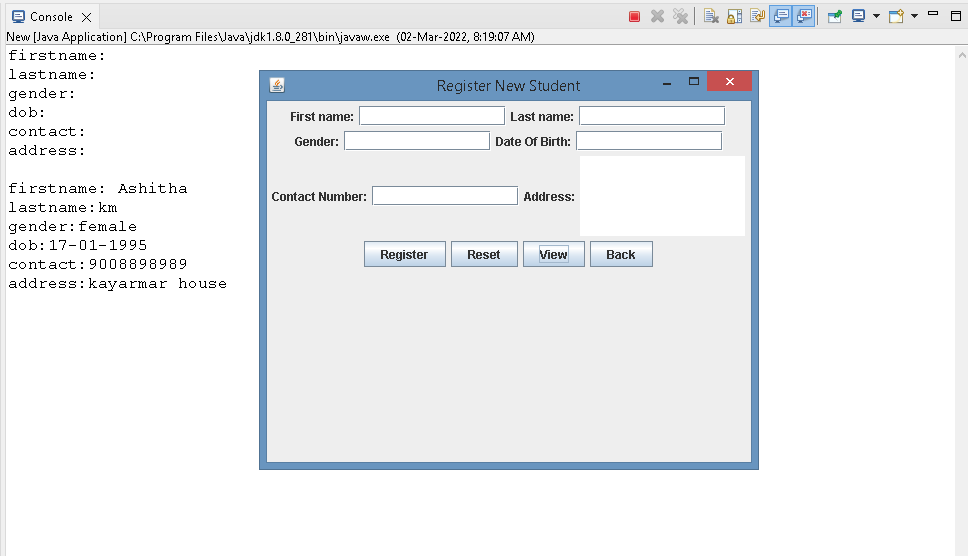 Console
New [Java Application] C:\Program Files\Java\jdk1.8.0_281\bin\javaw.exe (02-Mar-2022, 8:19:07 AM)
firstname:
lastname:
gender:
dob:
contact:
address:
firstname: Ashitha
lastname:km
gender:female
dob:17-01-1995
contact:9008898989
address:kayarmar house
Register New Student
First name: Last name:
Gender: Date Of Birth:
Contact Number: Address:
Register Reset View Back